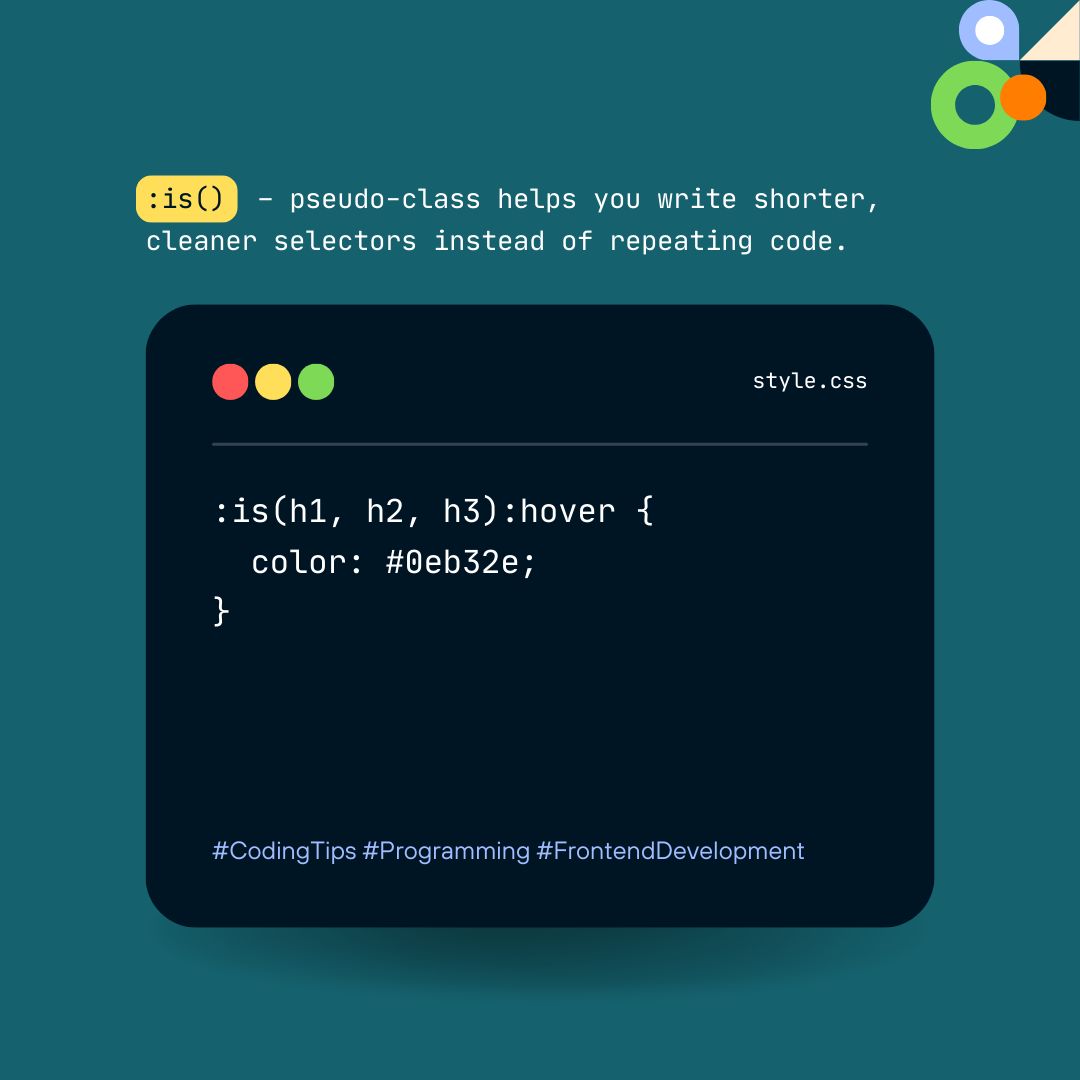 :is() – pseudo-class helps you write shorter,
cleaner selectors instead of repeating code.
style.css
:is(h1, h2, h3):hover {
  color: #0eb32e;
}
#CodingTips #Programming #FrontendDevelopment